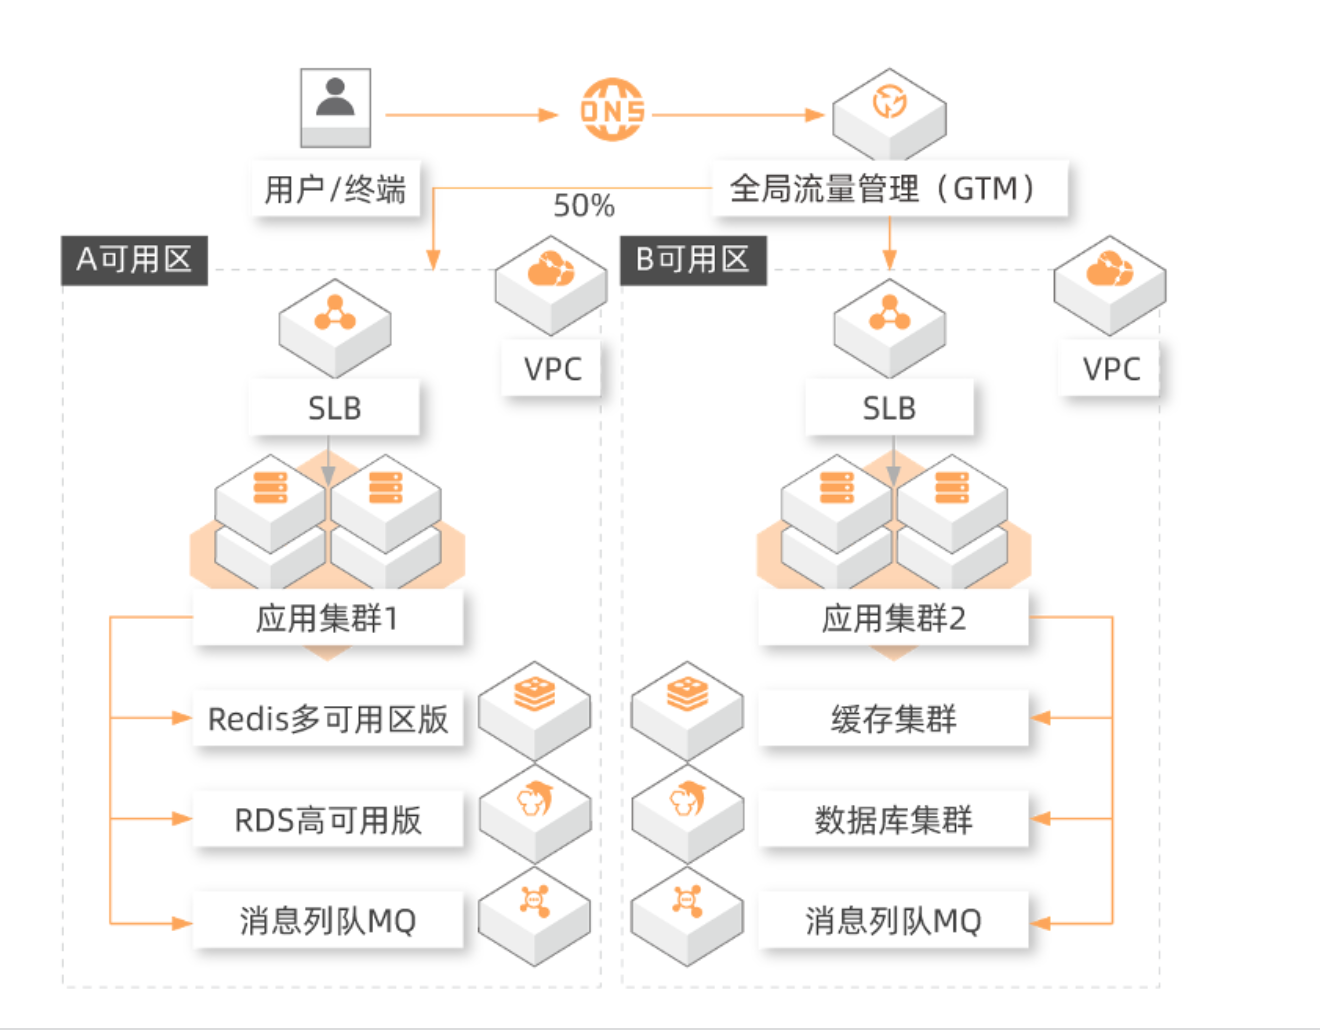 DNS
用户/终端
全局流量管理（GTM）
50%
A可用区
B可用区
VPC
VPC
SLB
SLB
应用集群1
应用集群2
Redis多可用区版
缓存集群
RDS高可用版
数据库集群
消息列队MQ
消息列队MQ